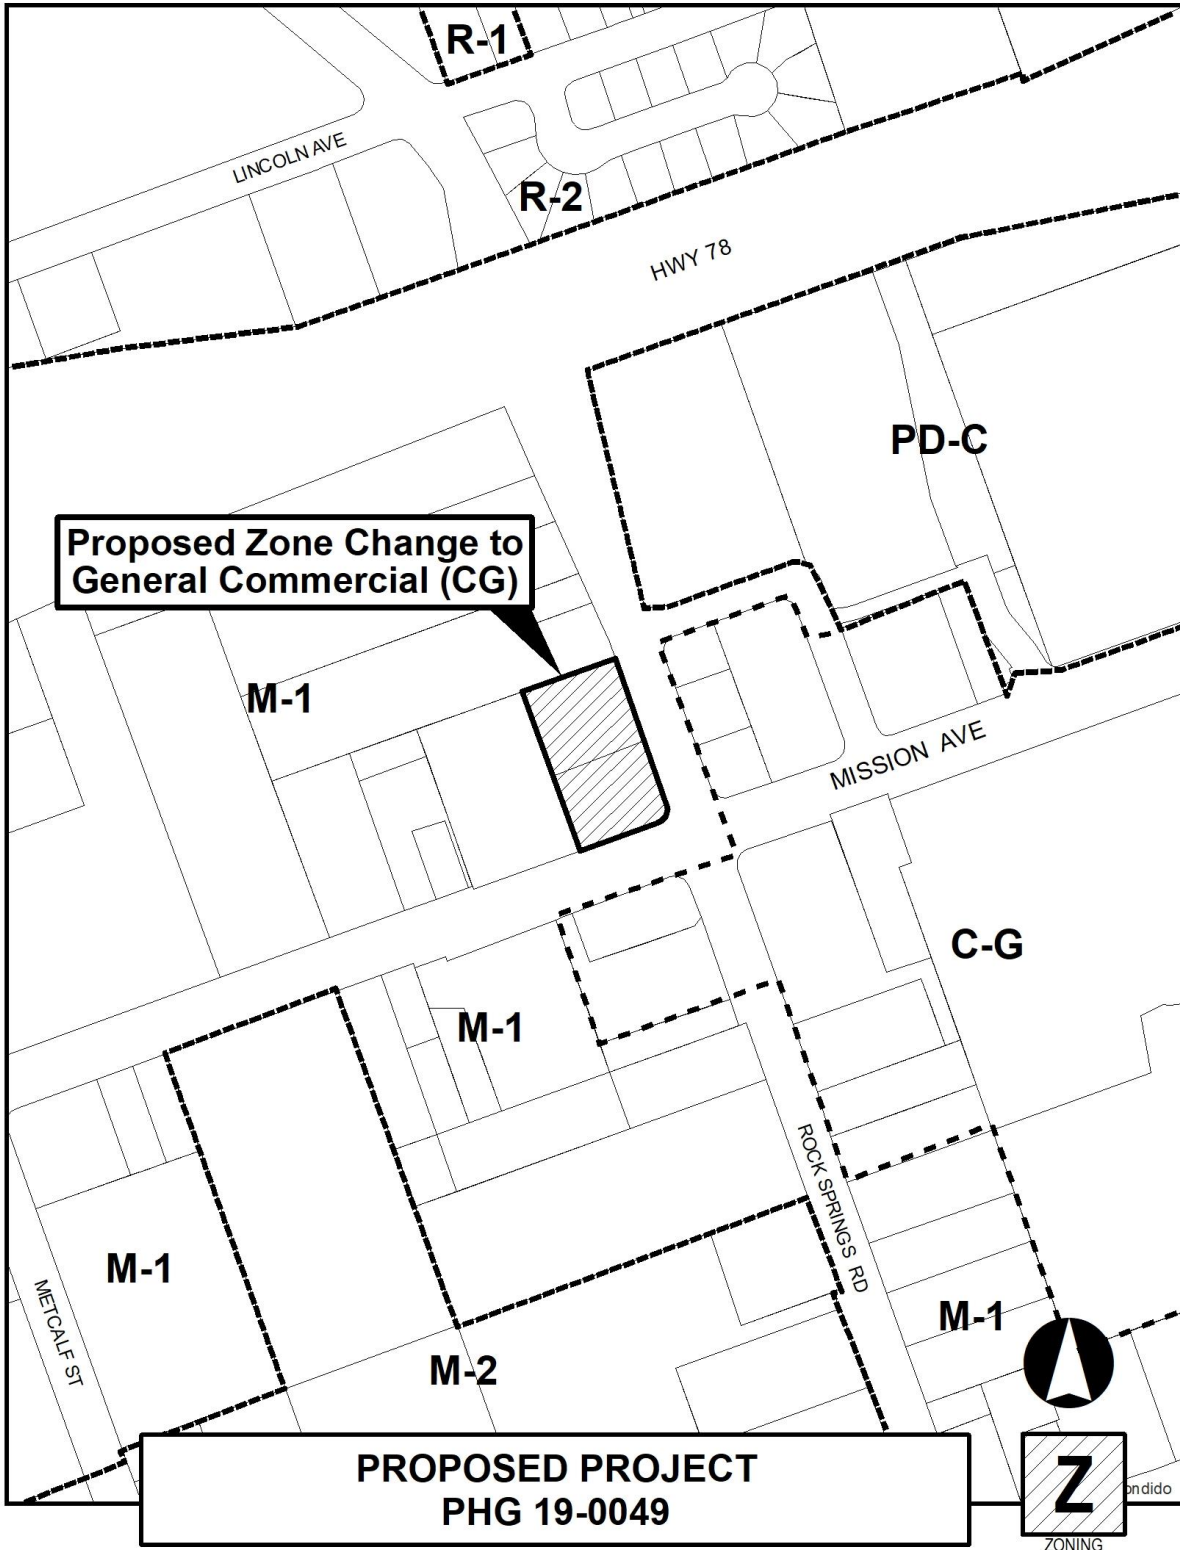 R-1
LINCOLN AVE
R-2
HWY 78
PD-C
Proposed Zone Change to
General Commercial (CG)
M-1
MISSION AVE
C-G
M-1
ROCK SPRINGS RD
M-1
METCALF ST
M-1
M-2
PROPOSED PROJECT
PHG 19-0049
Z
ondido
ZONING